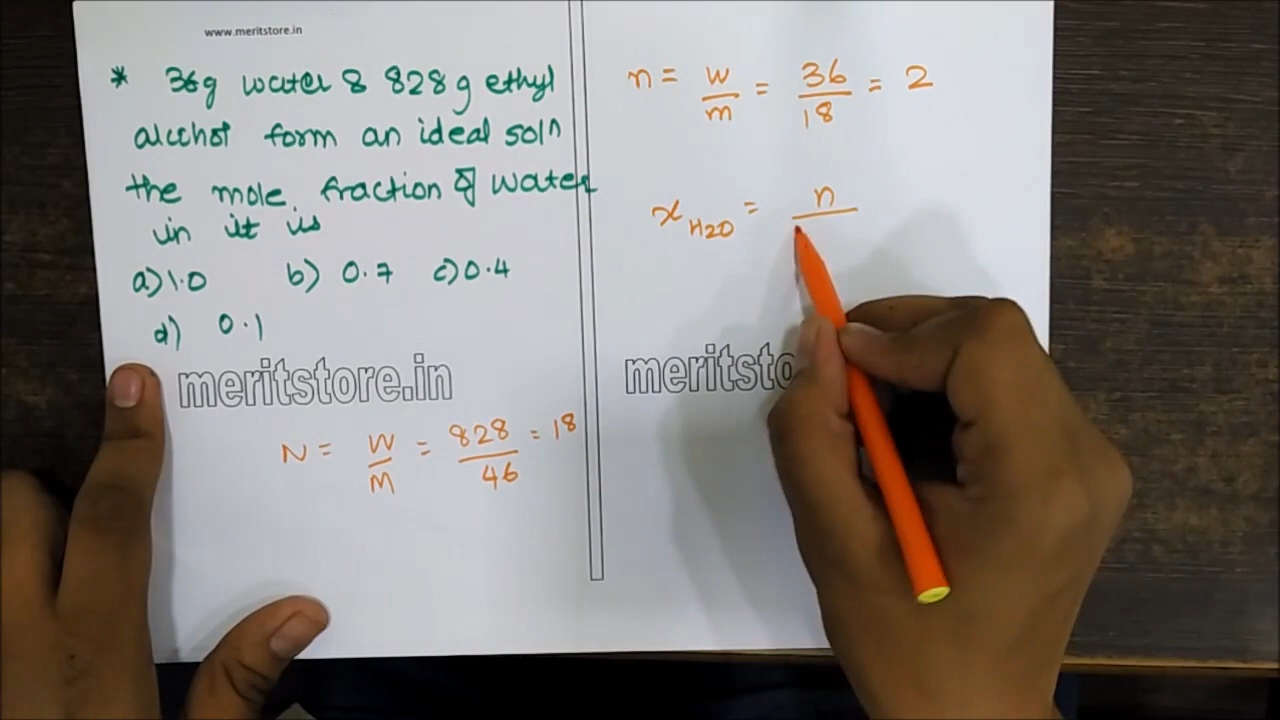 www.meritstore.in
* 36g water & 828g ethyl
alcohol form an ideal soln
the mole fraction of water
in it is
a) 1.0 b) 0.7 c) 0.4
d) 0.1
meritstore.in
N = W/M = 828/46 = 18
n = w/m = 36/18 = 2
x H2O = n
meritsto